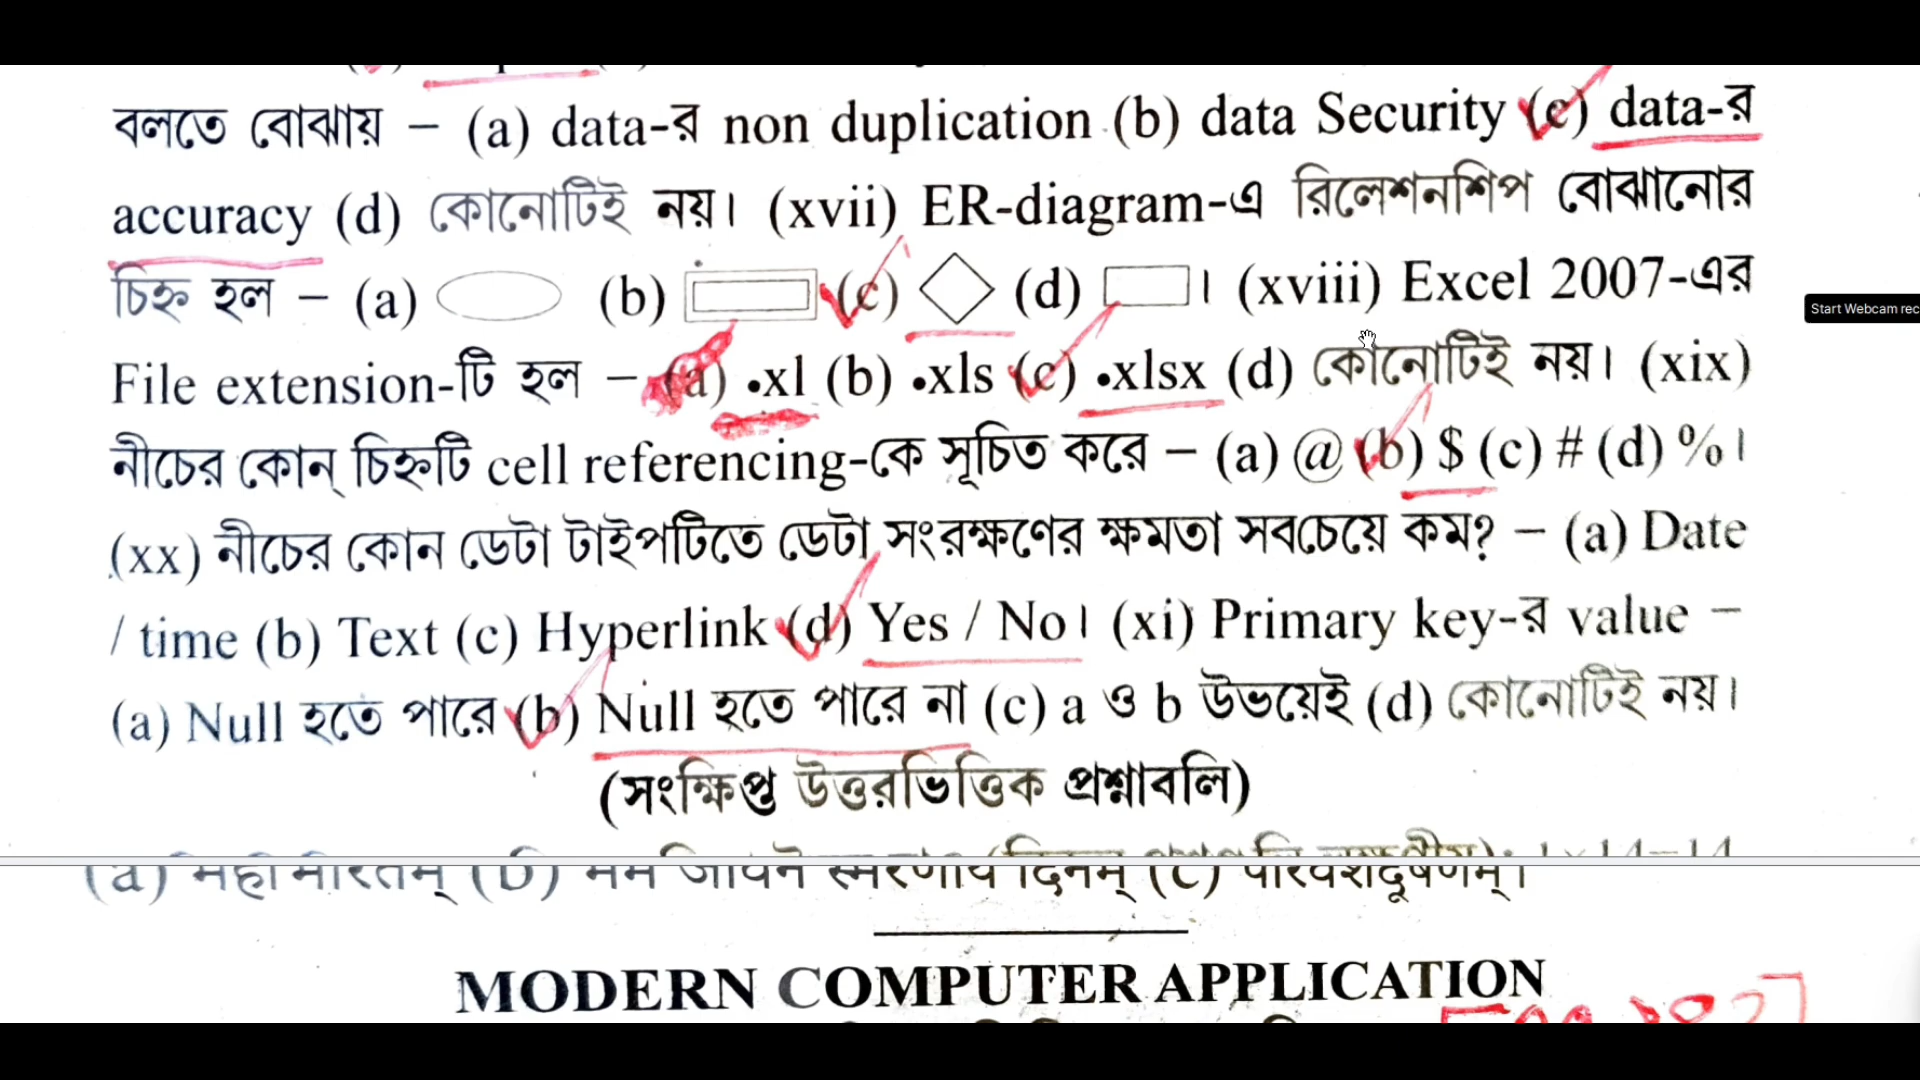 বলতে বোঝায় – (a) data-র non duplication (b) data Security (c) data-র
accuracy (d) কোনোটিই নয়। (xvii) ER-diagram-এ রিলেশনশিপ বোঝানোর
চিহ্ন হল – (a) (b) (c) (d) । (xviii) Excel 2007-এর
Start Webcam rec
File extension-টি হল – (a) •xl (b) •xls (c) •xlsx (d) কোনোটিই নয়। (xix)
নীচের কোন্ চিহ্নটি cell referencing-কে সূচিত করে – (a) @ (b) $ (c) # (d) %।
(xx) নীচের কোন ডেটা টাইপটিতে ডেটা সংরক্ষণের ক্ষমতা সবচেয়ে কম? – (a) Date
/ time (b) Text (c) Hyperlink (d) Yes / No। (xi) Primary key-র value –
(a) Null হতে পারে (b) Null হতে পারে না (c) a ও b উভয়েই (d) কোনোটিই নয়।
(সংক্ষিপ্ত উত্তরভিত্তিক প্রশ্নাবলি)
(b) मम (c)
MODERN COMPUTER APPLICATION